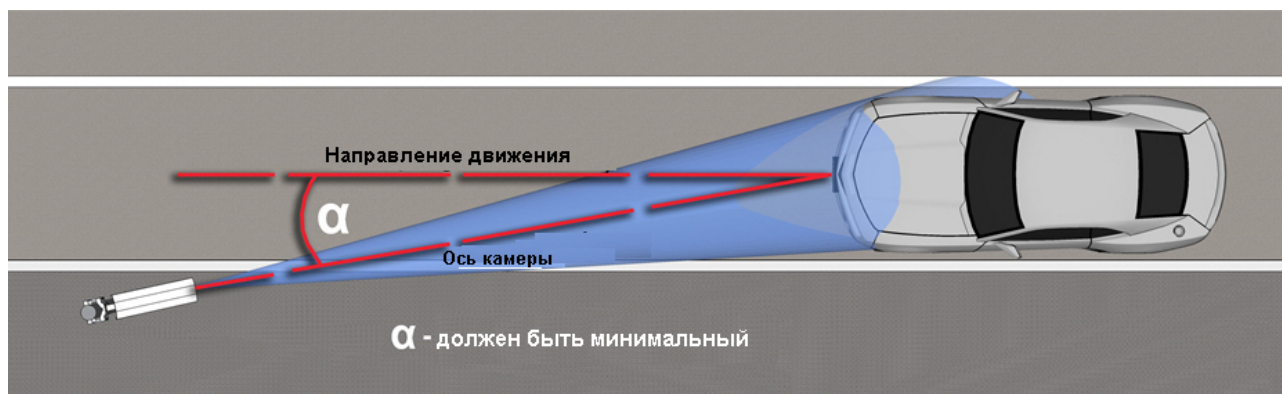 Направление движения
α
Ось камеры
α - должен быть минимальный